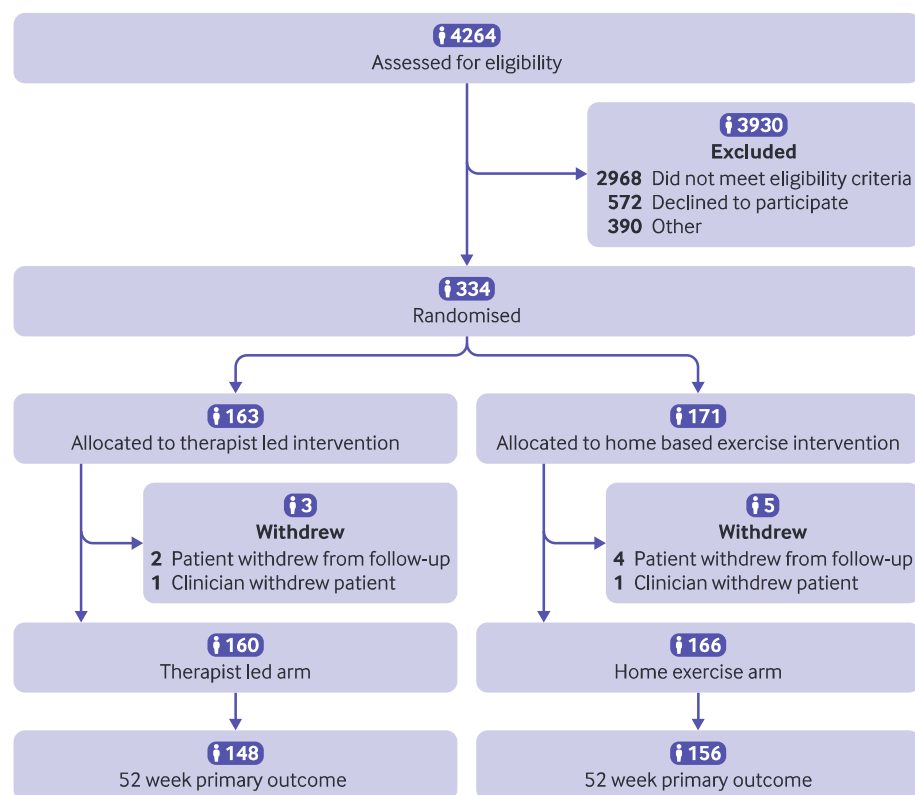 4264
Assessed for eligibility
3930
Excluded
2968 Did not meet eligibility criteria
572 Declined to participate
390 Other
334
Randomised
163
Allocated to therapist led intervention
171
Allocated to home based exercise intervention
3
Withdrew
2 Patient withdrew from follow-up
1 Clinician withdrew patient
5
Withdrew
4 Patient withdrew from follow-up
1 Clinician withdrew patient
160
Therapist led arm
166
Home exercise arm
148
52 week primary outcome
156
52 week primary outcome